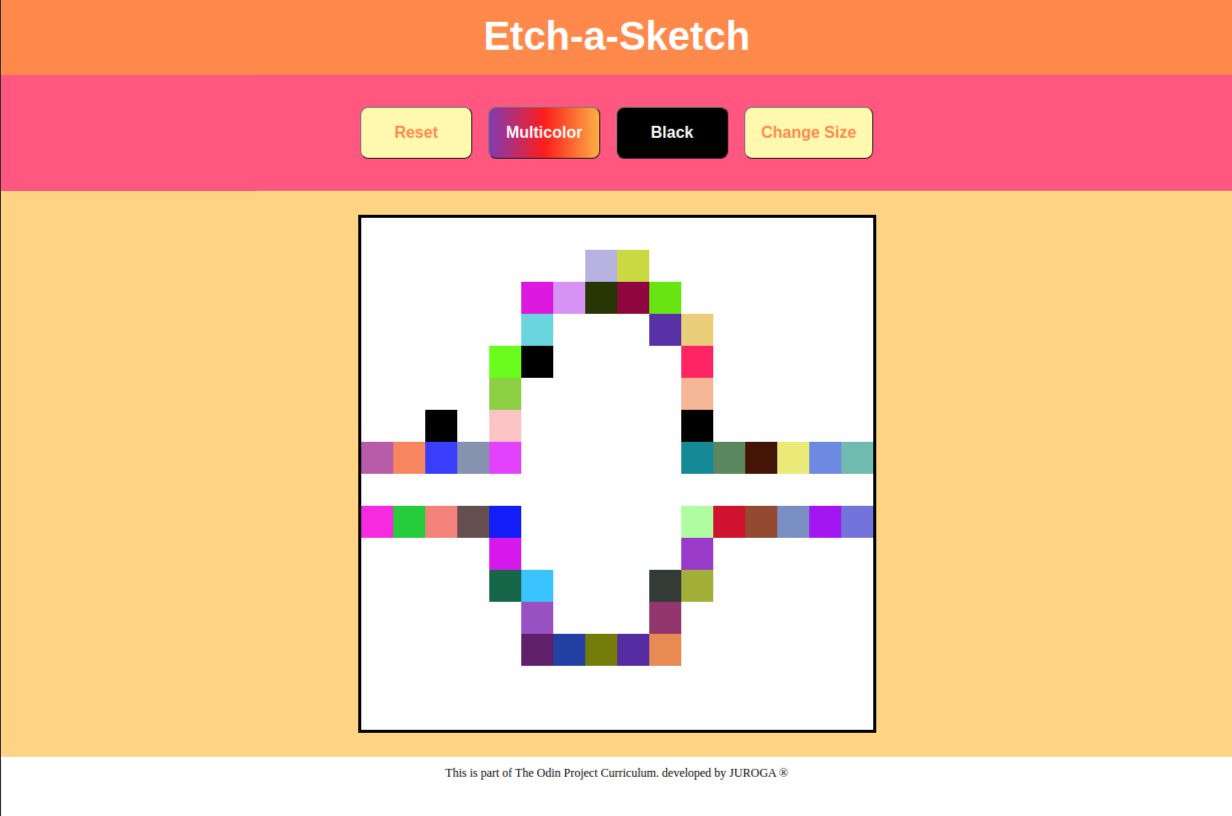 Etch-a-Sketch
Reset
Multicolor
Black
Change Size
This is part of The Odin Project Curriculum. developed by JUROGA ®